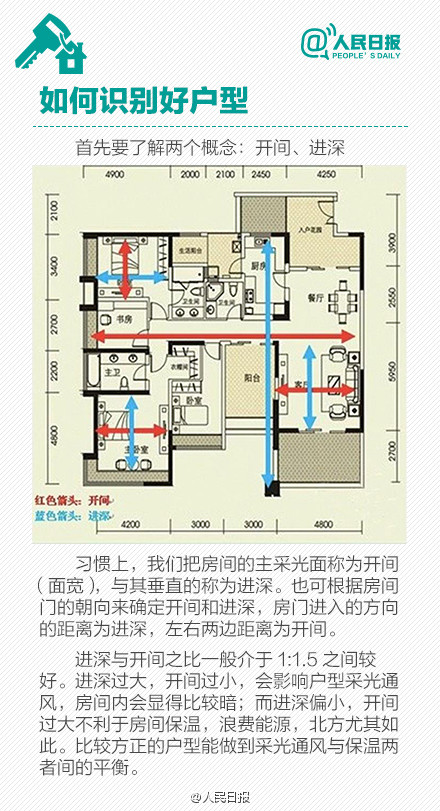 @人民日报
PEOPLE'S DAILY
如何识别好户型
首先要了解两个概念：开间、进深
4900 2000 2100 2450 4250
2100
3400
2700
2200
4800
3900
2550
5950
2700
生活阳台
厨房
入户花园
餐厅
卫生间
卫生间
书房
主卫
衣帽间
卧室
阳台
客厅
主卧室
红色箭头：开间
蓝色箭头：进深
4200 3000 3000 4800
习惯上，我们把房间的主采光面称为开间
（面宽），与其垂直的称为进深。也可根据房间
门的朝向来确定开间和进深，房门进入的方向
的距离为进深，左右两边距离为开间。
进深与开间之比一般介于 1:1.5 之间较
好。进深过大，开间过小，会影响户型采光通
风，房间内会显得比较暗；而进深偏小，开间
过大不利于房间保温，浪费能源，北方尤其如
此。比较方正的户型能做到采光通风与保温两
者间的平衡。
@人民日报